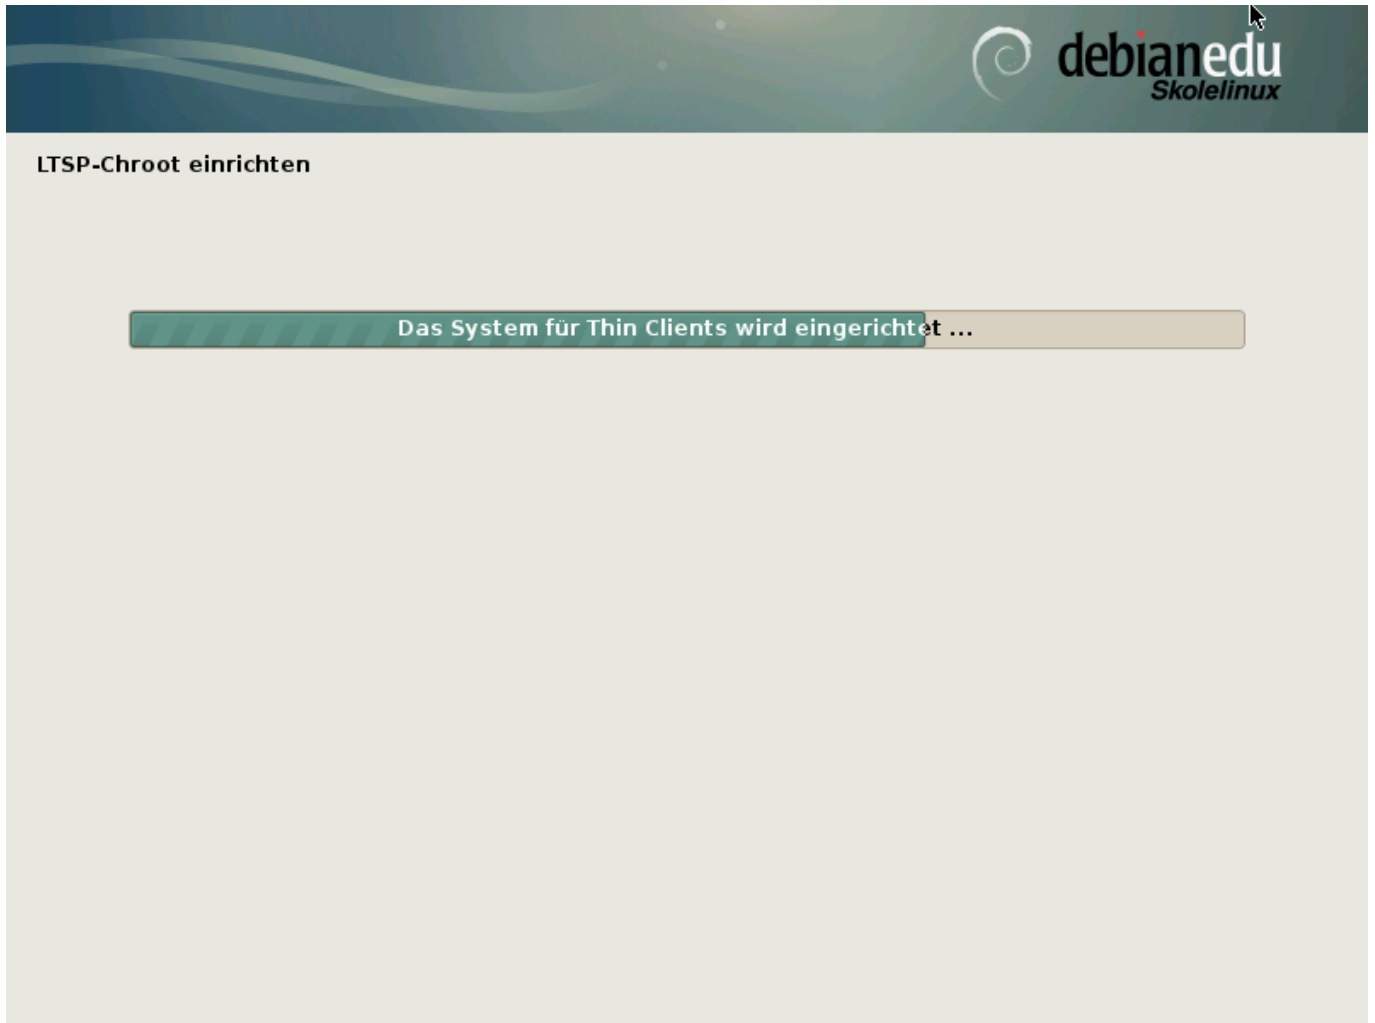 debianedu
Skolelinux
LTSP-Chroot einrichten
Das System für Thin Clients wird eingerichtet ...